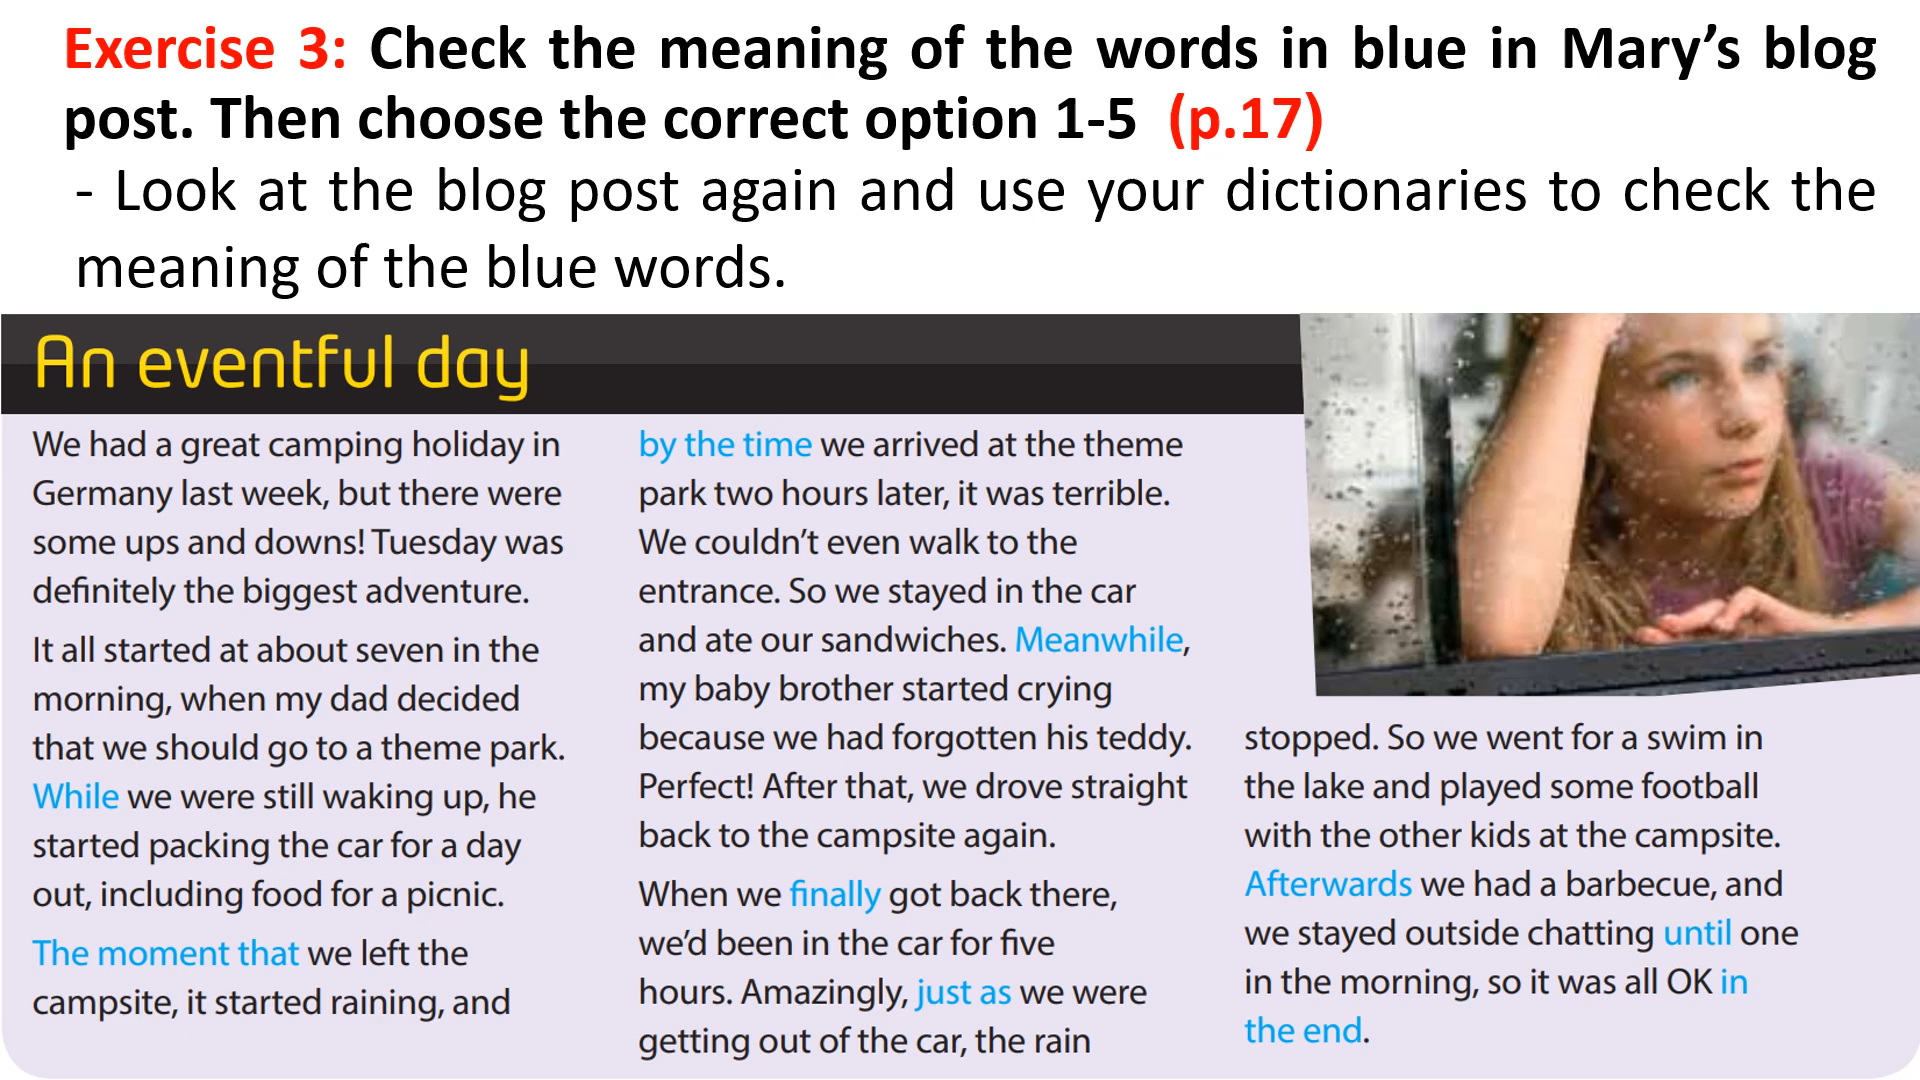 Exercise 3: Check the meaning of the words in blue in Mary’s blog
post. Then choose the correct option 1-5 (p.17)
- Look at the blog post again and use your dictionaries to check the
meaning of the blue words.
An eventful day
We had a great camping holiday in
Germany last week, but there were
some ups and downs! Tuesday was
definitely the biggest adventure.
It all started at about seven in the
morning, when my dad decided
that we should go to a theme park.
While we were still waking up, he
started packing the car for a day
out, including food for a picnic.
The moment that we left the
campsite, it started raining, and
by the time we arrived at the theme
park two hours later, it was terrible.
We couldn’t even walk to the
entrance. So we stayed in the car
and ate our sandwiches. Meanwhile,
my baby brother started crying
because we had forgotten his teddy.
Perfect! After that, we drove straight
back to the campsite again.
When we finally got back there,
we’d been in the car for five
hours. Amazingly, just as we were
getting out of the car, the rain
stopped. So we went for a swim in
the lake and played some football
with the other kids at the campsite.
Afterwards we had a barbecue, and
we stayed outside chatting until one
in the morning, so it was all OK in
the end.